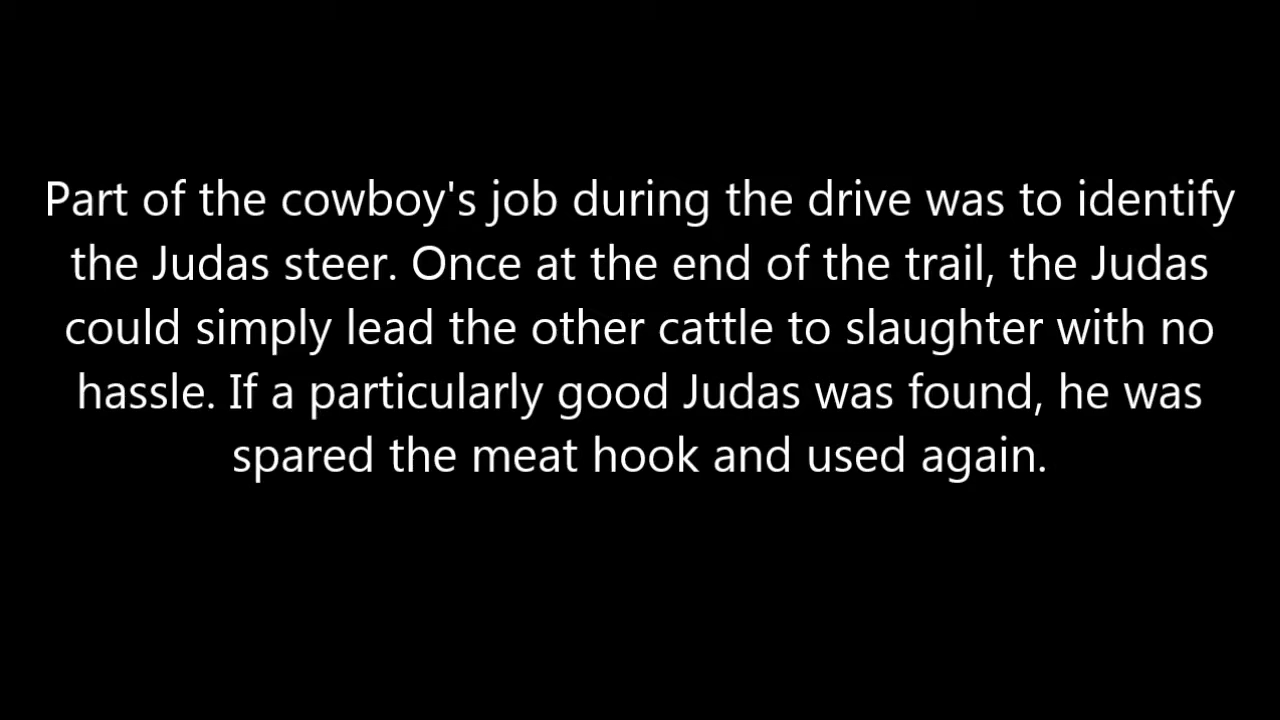 Part of the cowboy's job during the drive was to identify
the Judas steer. Once at the end of the trail, the Judas
could simply lead the other cattle to slaughter with no
hassle. If a particularly good Judas was found, he was
spared the meat hook and used again.